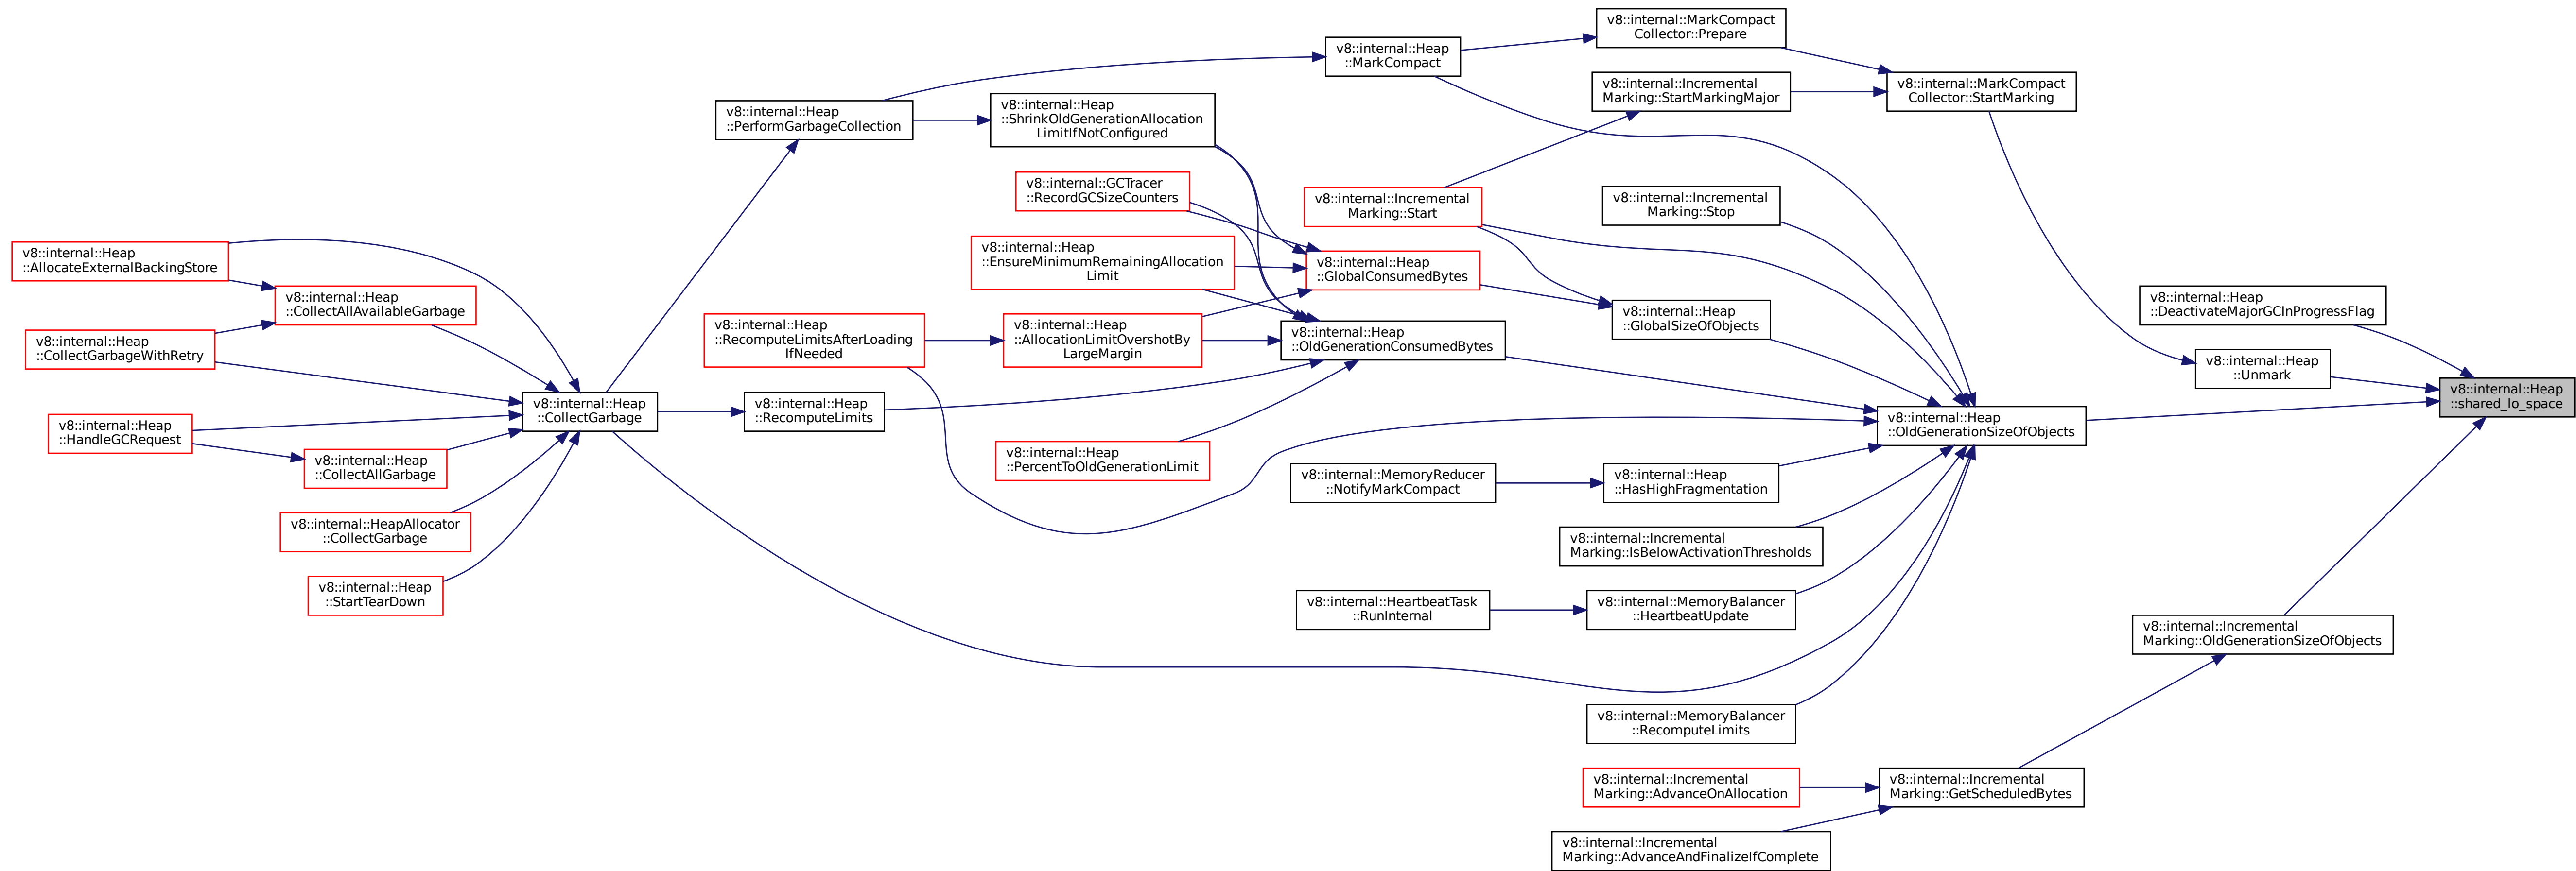 v8::internal::MarkCompact
Collector::Prepare
v8::internal::Heap
::MarkCompact
v8::internal::Incremental
Marking::StartMarkingMajor
v8::internal::MarkCompact
Collector::StartMarking
v8::internal::Heap
::PerformGarbageCollection
v8::internal::Heap
::ShrinkOldGenerationAllocation
LimitIfNotConfigured
v8::internal::GCTracer
::RecordGCSizeCounters
v8::internal::Incremental
Marking::Start
v8::internal::Incremental
Marking::Stop
v8::internal::Heap
::AllocateExternalBackingStore
v8::internal::Heap
::EnsureMinimumRemainingAllocation
Limit
v8::internal::Heap
::GlobalConsumedBytes
v8::internal::Heap
::CollectAllAvailableGarbage
v8::internal::Heap
::GlobalSizeOfObjects
v8::internal::Heap
::DeactivateMajorGCInProgressFlag
v8::internal::Heap
::CollectGarbageWithRetry
v8::internal::Heap
::RecomputeLimitsAfterLoading
IfNeeded
v8::internal::Heap
::AllocationLimitOvershotBy
LargeMargin
v8::internal::Heap
::OldGenerationConsumedBytes
v8::internal::Heap
::Unmark
v8::internal::Heap
::HandleGCRequest
v8::internal::Heap
::CollectGarbage
v8::internal::Heap
::RecomputeLimits
v8::internal::Heap
::OldGenerationSizeOfObjects
v8::internal::Heap
shared_lo_space
v8::internal::Heap
::CollectAllGarbage
v8::internal::Heap
::PercentToOldGenerationLimit
v8::internal::MemoryReducer
::NotifyMarkCompact
v8::internal::Heap
::HasHighFragmentation
v8::internal::HeapAllocator
::CollectGarbage
v8::internal::Incremental
Marking::IsBelowActivationThresholds
v8::internal::Heap
::StartTearDown
v8::internal::HeartbeatTask
::RunInternal
v8::internal::MemoryBalancer
::HeartbeatUpdate
v8::internal::Incremental
Marking::OldGenerationSizeOfObjects
v8::internal::MemoryBalancer
::RecomputeLimits
v8::internal::Incremental
Marking::AdvanceOnAllocation
v8::internal::Incremental
Marking::GetScheduledBytes
v8::internal::Incremental
Marking::AdvanceAndFinalizeIfComplete